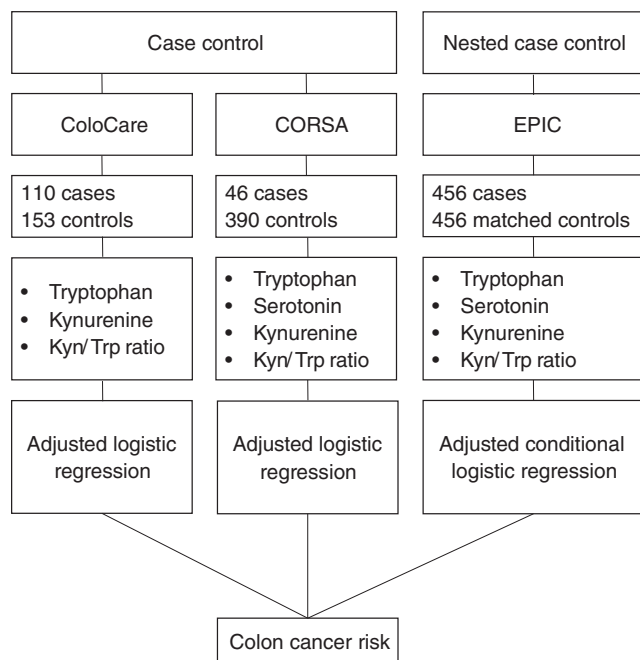 Case control
Nested case control
ColoCare
CORSA
EPIC
110 cases
153 controls
46 cases
390 controls
456 cases
456 matched controls
• Tryptophan
• Kynurenine
• Kyn/Trp ratio
• Tryptophan
• Serotonin
• Kynurenine
• Kyn/Trp ratio
• Tryptophan
• Serotonin
• Kynurenine
• Kyn/Trp ratio
Adjusted logistic
regression
Adjusted logistic
regression
Adjusted conditional
logistic regression
Colon cancer risk